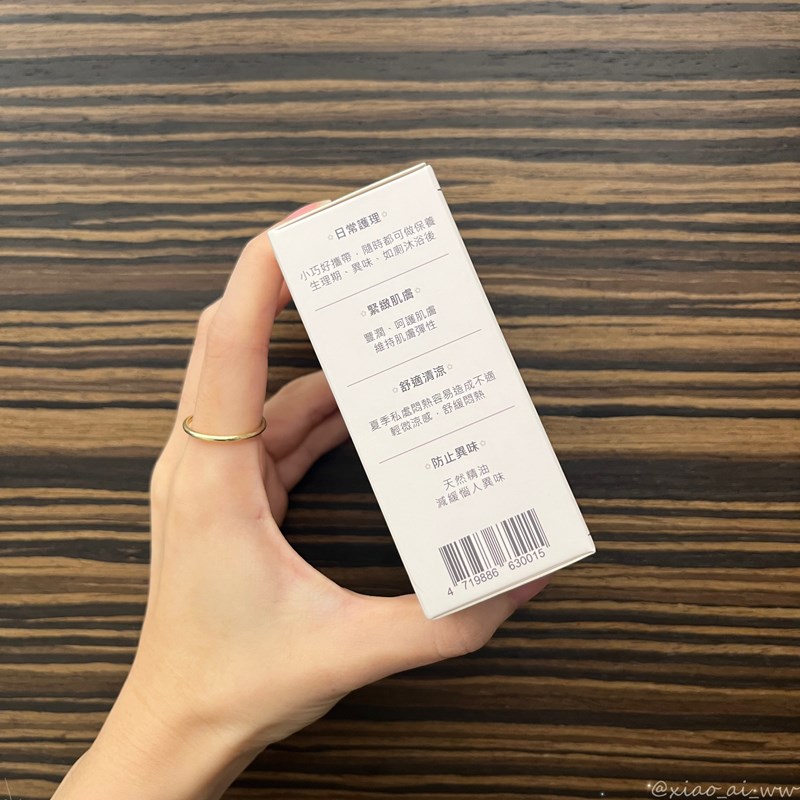 日常護理
小巧好攜帶，隨時都可做保養
生理期、異味、如廁沐浴後
緊緻肌膚
豐潤、呵護肌膚
維持肌膚彈性
舒適清涼
夏季私處悶熱容易造成不適
輕微涼感，舒緩悶熱
防止異味
天然精油
減緩惱人異味
4 719886 630015
@xiao_ai_ww